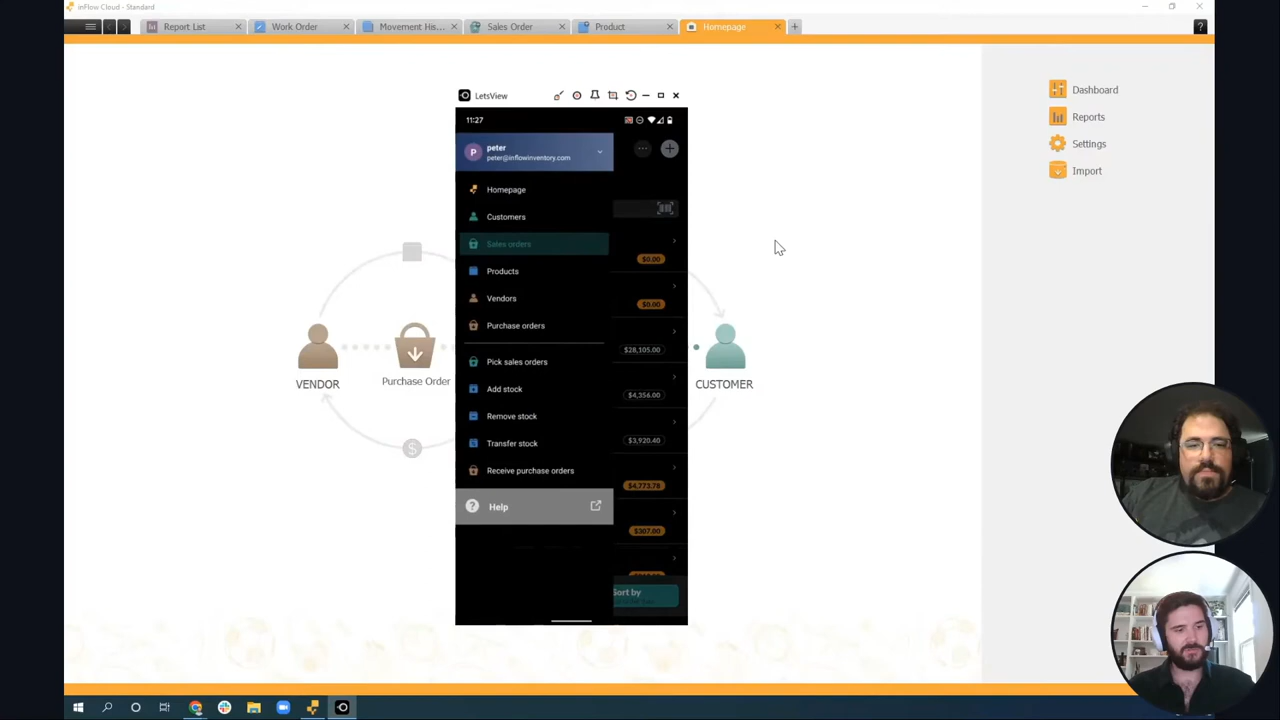 inFlow Cloud - Standard
Report List
Work Order
Movement His...
Sales Order
Product
Homepage
?
Dashboard
Reports
Settings
Import
LetsView
11:27
P
peter
peter@inflowinventory.com
Homepage
Customers
Sales orders
Products
Vendors
Purchase orders
Pick sales orders
Add stock
Remove stock
Transfer stock
Receive purchase orders
? Help
$0.00
$0.00
$28,105.00
$4,356.00
$3,920.40
$4,773.78
$307.00
Sort by
VENDOR
Purchase Order
CUSTOMER
$